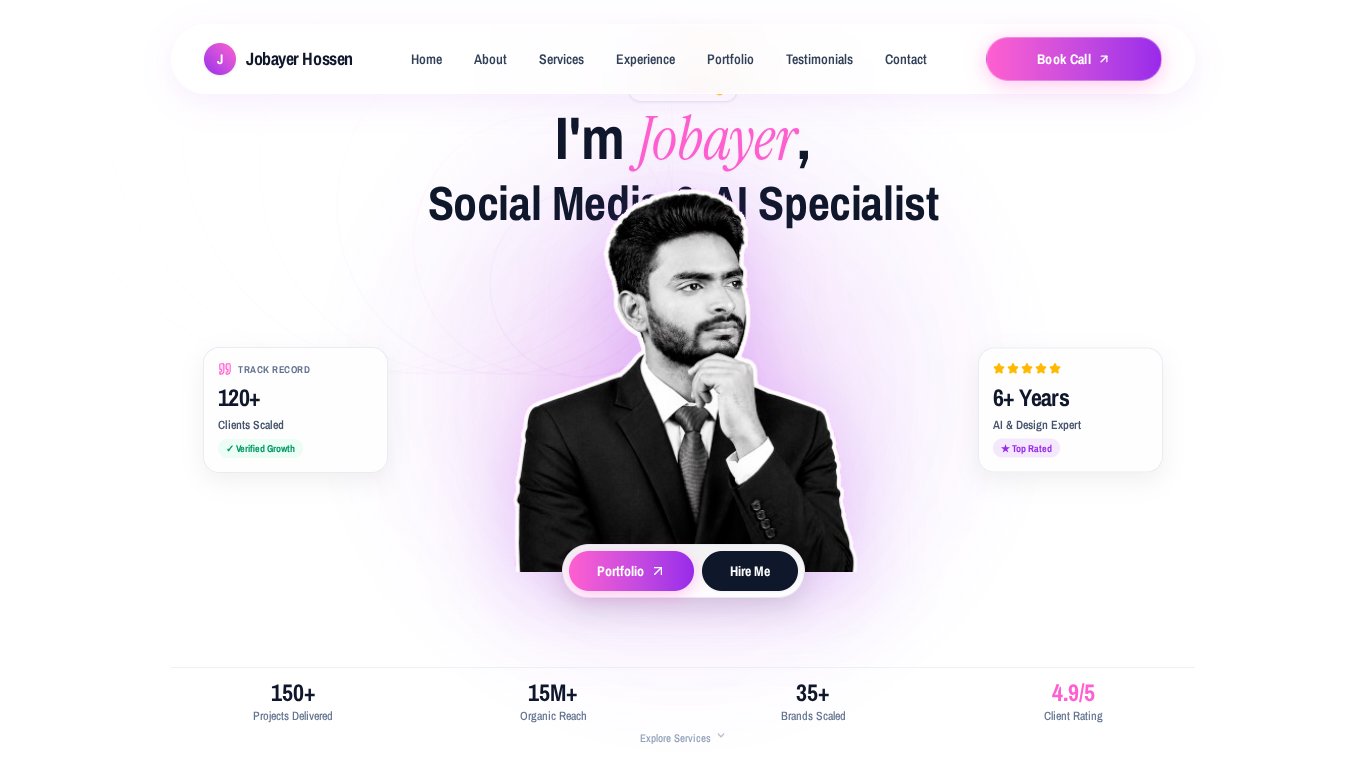 J Jobayer Hossen Home About Services Experience Portfolio Testimonials Contact Book Call
I'm Jobayer,
Social Media & AI Specialist
TRACK RECORD
120+
Clients Scaled
✓ Verified Growth
6+ Years
AI & Design Expert
★ Top Rated
Portfolio Hire Me
150+ 15M+ 35+ 4.9/5
Projects Delivered Organic Reach Brands Scaled Client Rating
Explore Services